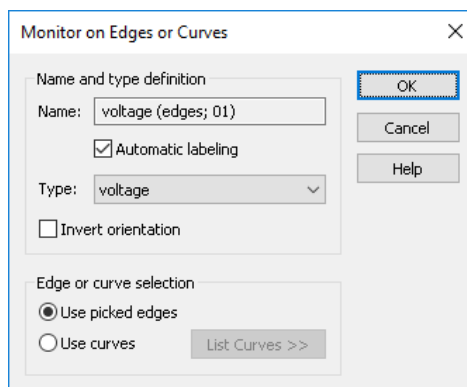 Monitor on Edges or Curves
Name and type definition
Name: voltage (edges; 01)
Automatic labeling
Type: voltage
Invert orientation
OK
Cancel
Help
Edge or curve selection
Use picked edges
Use curves List Curves >>